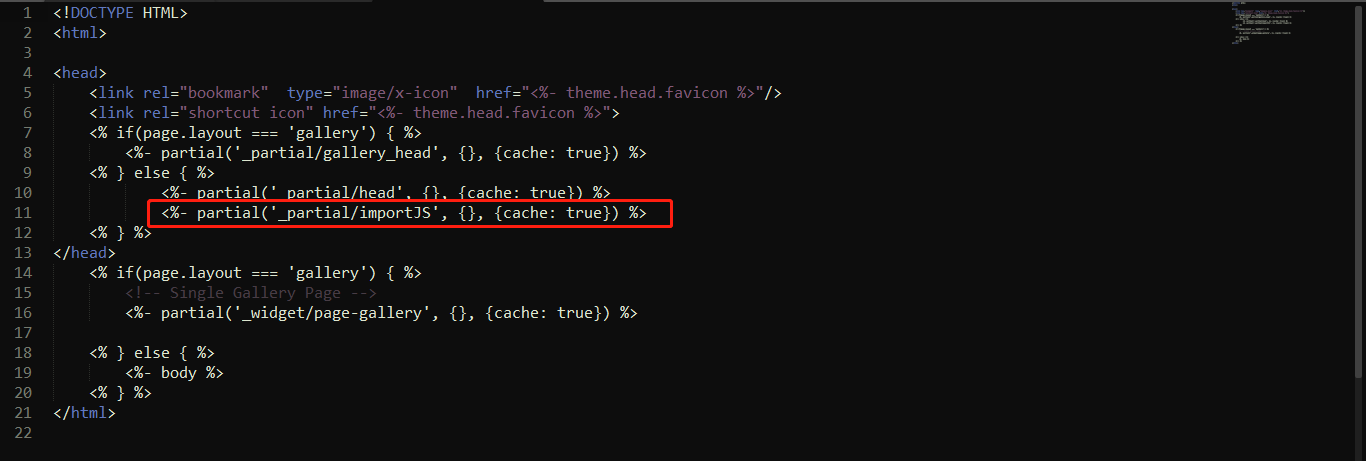 1 <!DOCTYPE HTML>
2 <html>
3
4 <head>
5     <link rel="bookmark"  type="image/x-icon"  href="<%- theme.head.favicon %>"/>
6     <link rel="shortcut icon" href="<%- theme.head.favicon %>">
7     <% if(page.layout === 'gallery') { %>
8         <%- partial('_partial/gallery_head', {}, {cache: true}) %>
9     <% } else { %>
10             <%- partial('_partial/head', {}, {cache: true}) %>
11             <%- partial('_partial/importJS', {}, {cache: true}) %>
12     <% } %>
13 </head>
14     <% if(page.layout === 'gallery') { %>
15         <!-- Single Gallery Page -->
16         <%- partial('_widget/page-gallery', {}, {cache: true}) %>
17
18     <% } else { %>
19         <%- body %>
20     <% } %>
21 </html>
22